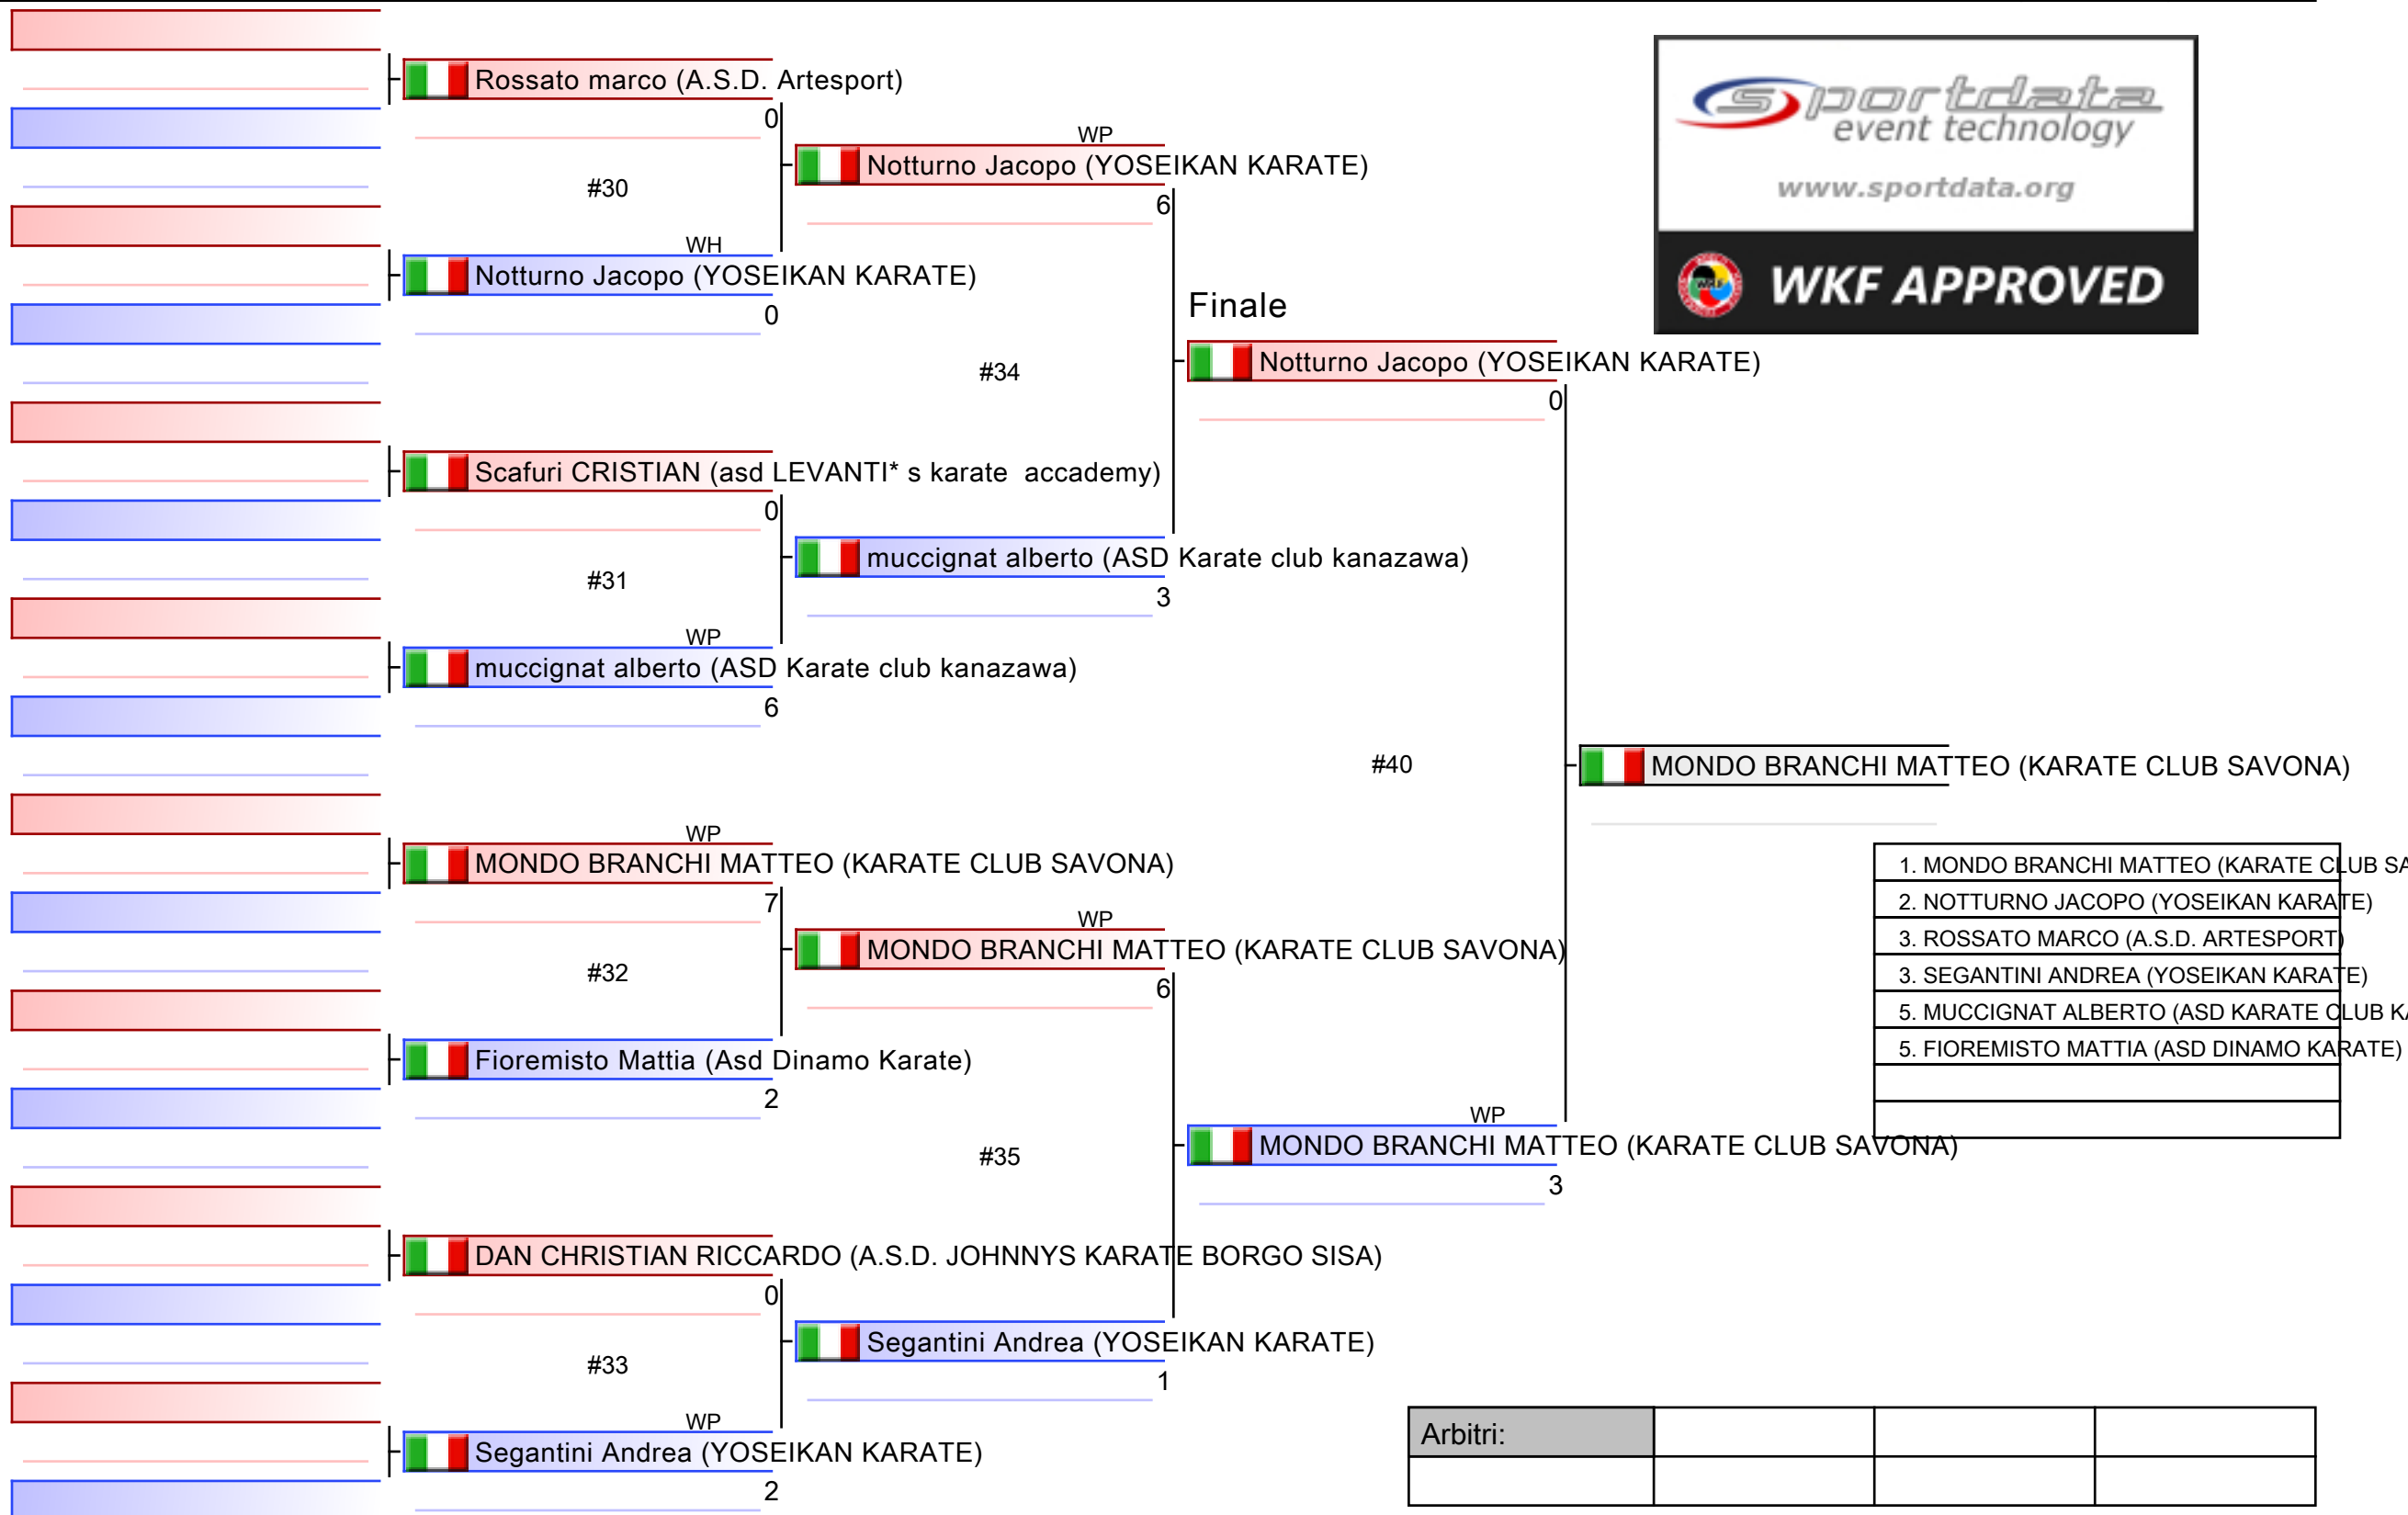 Rossato marco (A.S.D. Artesport)
0
WP
Notturno Jacopo (YOSEIKAN KARATE)
6
#30
WH
Notturno Jacopo (YOSEIKAN KARATE)
0
sportdata
event technology
www.sportdata.org
WKF
WKF APPROVED
Finale
Notturno Jacopo (YOSEIKAN KARATE)
0
#34
Scafuri CRISTIAN (asd LEVANTI* s karate  accademy)
0
muccignat alberto (ASD Karate club kanazawa)
3
#31
WP
muccignat alberto (ASD Karate club kanazawa)
6
#40
MONDO BRANCHI MATTEO (KARATE CLUB SAVONA)
WP
MONDO BRANCHI MATTEO (KARATE CLUB SAVONA)
7
WP
MONDO BRANCHI MATTEO (KARATE CLUB SAVONA)
6
#32
Fioremisto Mattia (Asd Dinamo Karate)
2
1. MONDO BRANCHI MATTEO (KARATE CLUB SA
2. NOTTURNO JACOPO (YOSEIKAN KARATE)
3. ROSSATO MARCO (A.S.D. ARTESPORT)
3. SEGANTINI ANDREA (YOSEIKAN KARATE)
5. MUCCIGNAT ALBERTO (ASD KARATE CLUB KA
5. FIOREMISTO MATTIA (ASD DINAMO KARATE)
WP
MONDO BRANCHI MATTEO (KARATE CLUB SAVONA)
3
#35
DAN CHRISTIAN RICCARDO (A.S.D. JOHNNYS KARATE BORGO SISA)
0
Segantini Andrea (YOSEIKAN KARATE)
1
#33
WP
Segantini Andrea (YOSEIKAN KARATE)
2
Arbitri: